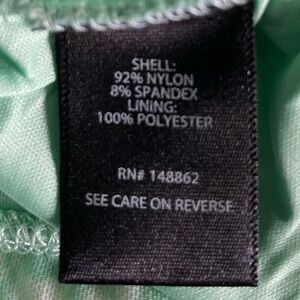 SHELL:
92% NYLON
8% SPANDEX
LINING:
100% POLYESTER
RN# 148862
SEE CARE ON REVERSE